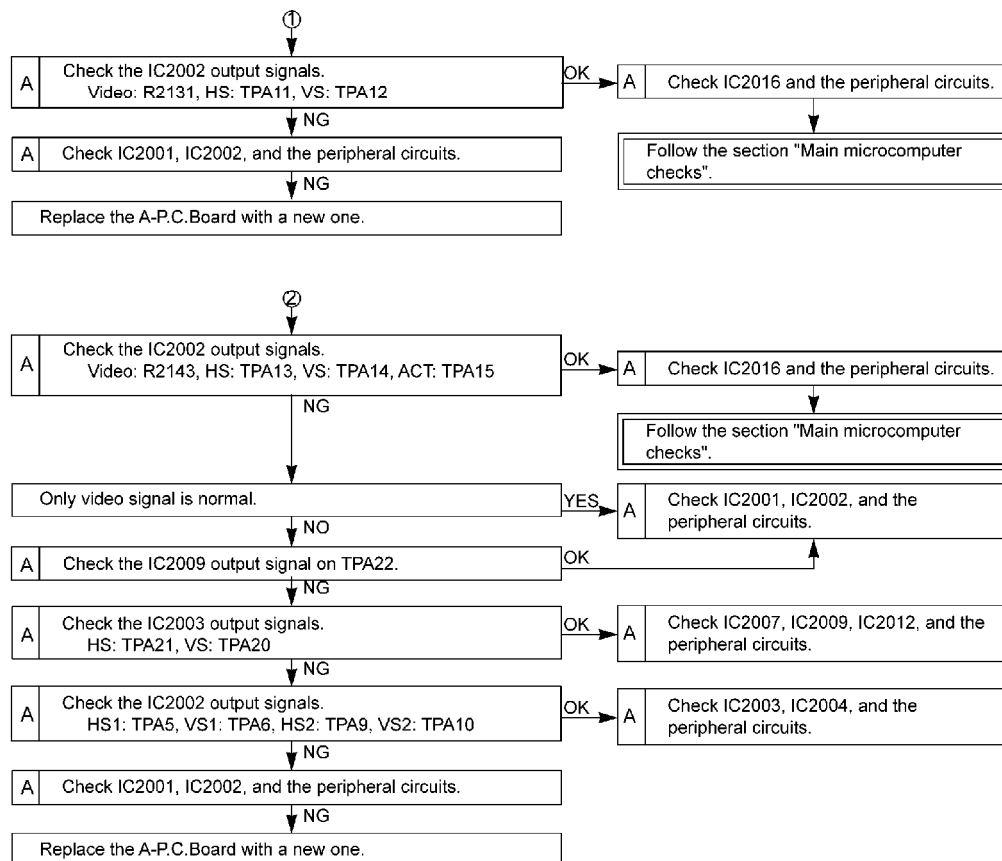 ①
A
Check the IC2002 output signals.
Video: R2131, HS: TPA11, VS: TPA12
OK
A
Check IC2016 and the peripheral circuits.
NG
Follow the section "Main microcomputer
checks".
A
Check IC2001, IC2002, and the peripheral circuits.
NG
Replace the A-P.C.Board with a new one.
②
A
Check the IC2002 output signals.
Video: R2143, HS: TPA13, VS: TPA14, ACT: TPA15
OK
A
Check IC2016 and the peripheral circuits.
NG
Follow the section "Main microcomputer
checks".
Only video signal is normal.
YES
A
Check IC2001, IC2002, and the
peripheral circuits.
NO
A
Check the IC2009 output signal on TPA22.
OK
NG
A
Check the IC2003 output signals.
HS: TPA21, VS: TPA20
OK
A
Check IC2007, IC2009, IC2012, and the
peripheral circuits.
NG
A
Check the IC2002 output signals.
HS1: TPA5, VS1: TPA6, HS2: TPA9, VS2: TPA10
OK
A
Check IC2003, IC2004, and the
peripheral circuits.
NG
A
Check IC2001, IC2002, and the peripheral circuits.
NG
Replace the A-P.C.Board with a new one.